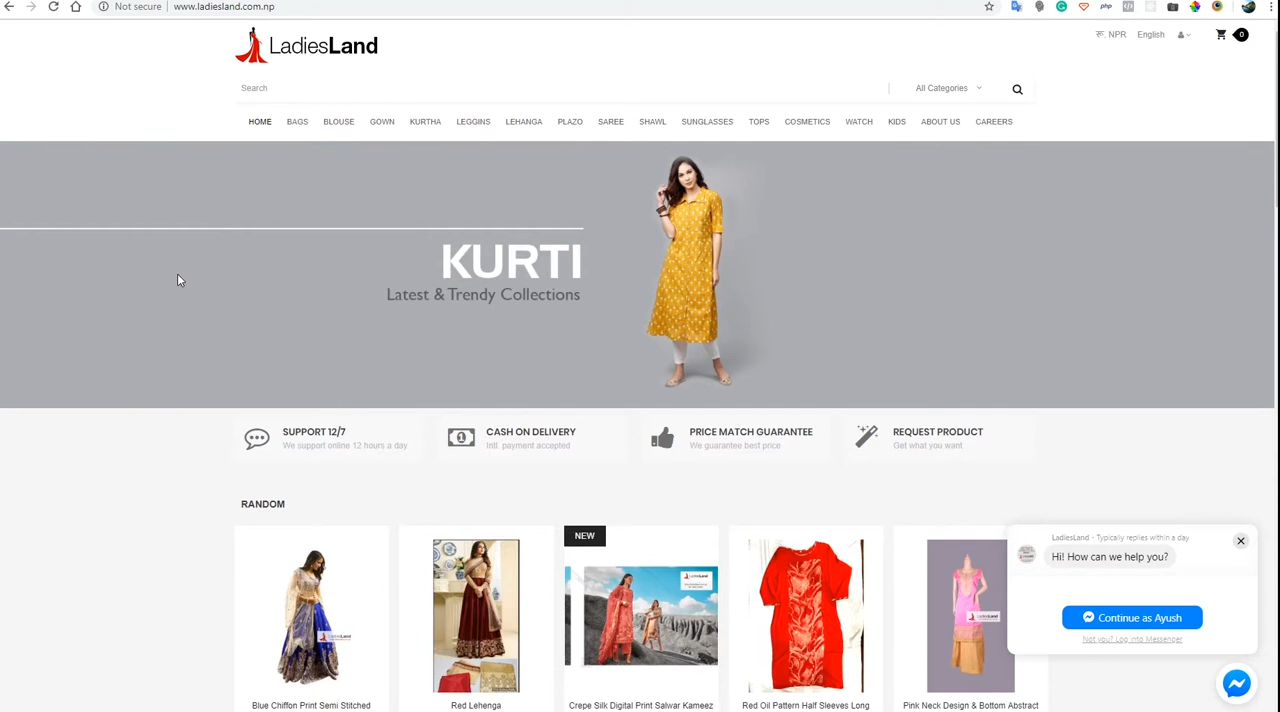 Not secure | www.ladiesland.com.np
php
LadiesLand
रू NPR English 0
Search All Categories
HOME BAGS BLOUSE GOWN KURTHA LEGGINS LEHANGA PLAZO SAREE SHAWL SUNGLASSES TOPS COSMETICS WATCH KIDS ABOUT US CAREERS
KURTI
Latest & Trendy Collections
SUPPORT 12/7
We support online 12 hours a day
CASH ON DELIVERY
Intl. payment accepted
PRICE MATCH GUARANTEE
We guarantee best price
REQUEST PRODUCT
Get what you want
RANDOM
NEW
LadiesLand
LadiesLand
LadiesLand
Blue Chiffon Print Semi Stitched
Red Lehenga
Crepe Silk Digital Print Salwar Kameez
Red Oil Pattern Half Sleeves Long
Pink Neck Design & Bottom Abstract
LadiesLand - Typically replies within a day
Hi! How can we help you?
Continue as Ayush
Not you? Log into Messenger